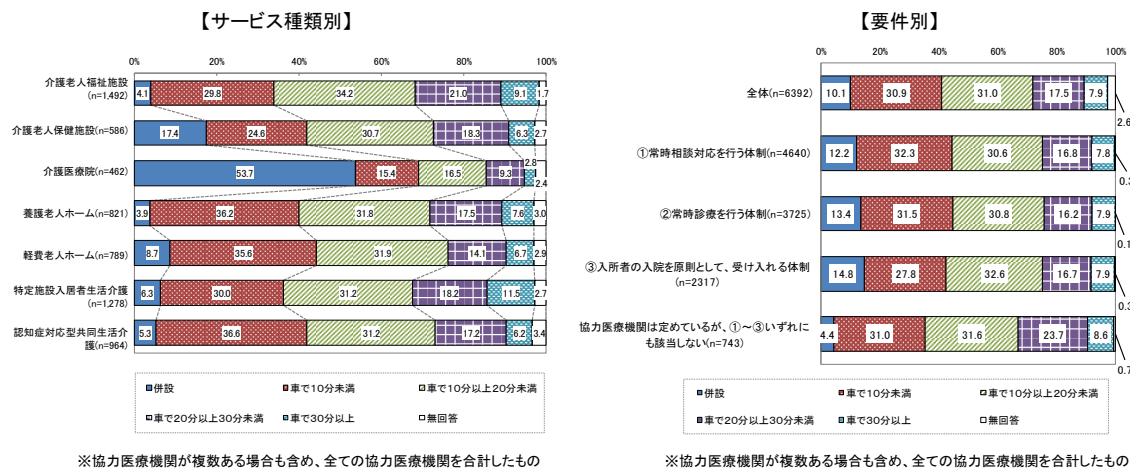 【サービス種類別】
0% 20% 40% 60% 80% 100%
介護老人福祉施設
(n=1,492)
4.1 29.8 34.2 21.0 9.1 1.7
介護老人保健施設(n=586)
17.4 24.6 30.7 18.3 6.3 2.7
介護医療院(n=462)
53.7 15.4 16.5 9.3 2.8 2.4
養護老人ホーム(n=821)
3.9 36.2 31.8 17.5 7.6 3.0
軽費老人ホーム(n=789)
8.7 35.6 31.9 14.1 6.7 2.9
特定施設入居者生活介護
(n=1,278)
6.3 30.0 31.2 18.2 11.5 2.7
認知症対応型共同生活介
護(n=964)
5.3 36.6 31.2 17.2 6.2 3.4
併設 車で10分未満 車で10分以上20分未満
車で20分以上30分未満 車で30分以上 無回答
※協力医療機関が複数ある場合も含め、全ての協力医療機関を合計したもの
【要件別】
0% 20% 40% 60% 80% 100%
全体(n=6392)
10.1 30.9 31.0 17.5 7.9 2.6
①常時相談対応を行う体制(n=4640)
12.2 32.3 30.6 16.8 7.8 0.3
②常時診療を行う体制(n=3725)
13.4 31.5 30.8 16.2 7.9 0.1
③入所者の入院を原則として、受け入れる体制
(n=2317)
14.8 27.8 32.6 16.7 7.9 0.3
協力医療機関は定めているが、①~③いずれに
も該当しない(n=743)
4.4 31.0 31.6 23.7 8.6 0.7
併設 車で10分未満 車で10分以上20分未満
車で20分以上30分未満 車で30分以上 無回答
※協力医療機関が複数ある場合も含め、全ての協力医療機関を合計したもの